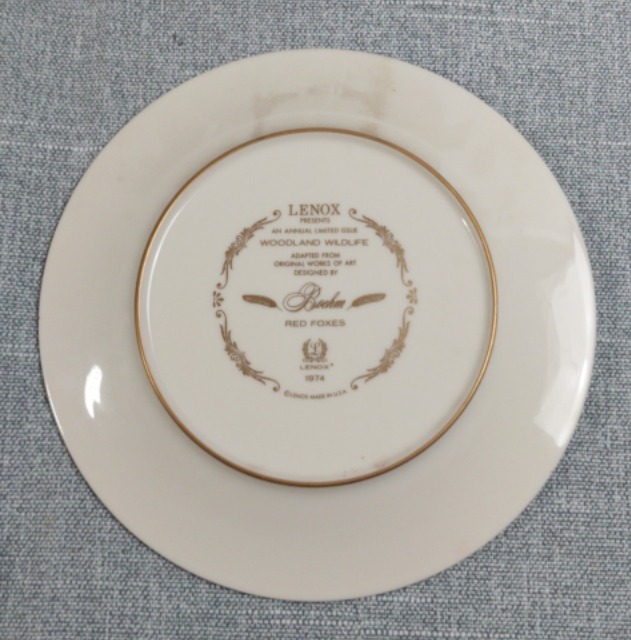 LENOX
PRESENTS
AN ANNUAL LIMITED ISSUE
WOODLAND WILDLIFE
ADAPTED FROM
ORIGINAL WORKS OF ART
DESIGNED BY
Boehm
RED FOXES
L
LENOX®
1974
© LENOX MADE IN U.S.A.